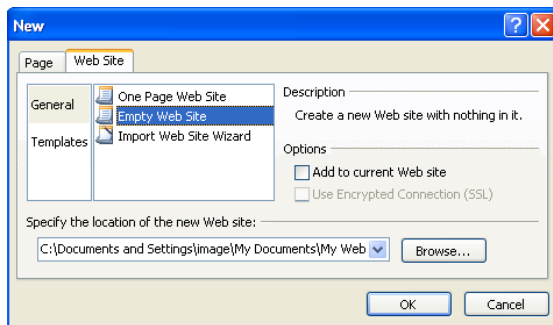 New
Page
Web Site
General
Templates
One Page Web Site
Empty Web Site
Import Web Site Wizard
Description
Create a new Web site with nothing in it.
Options
Add to current Web site
Use Encrypted Connection (SSL)
Specify the location of the new Web site:
C:\Documents and Settings\image\My Documents\My Web
Browse...
OK
Cancel